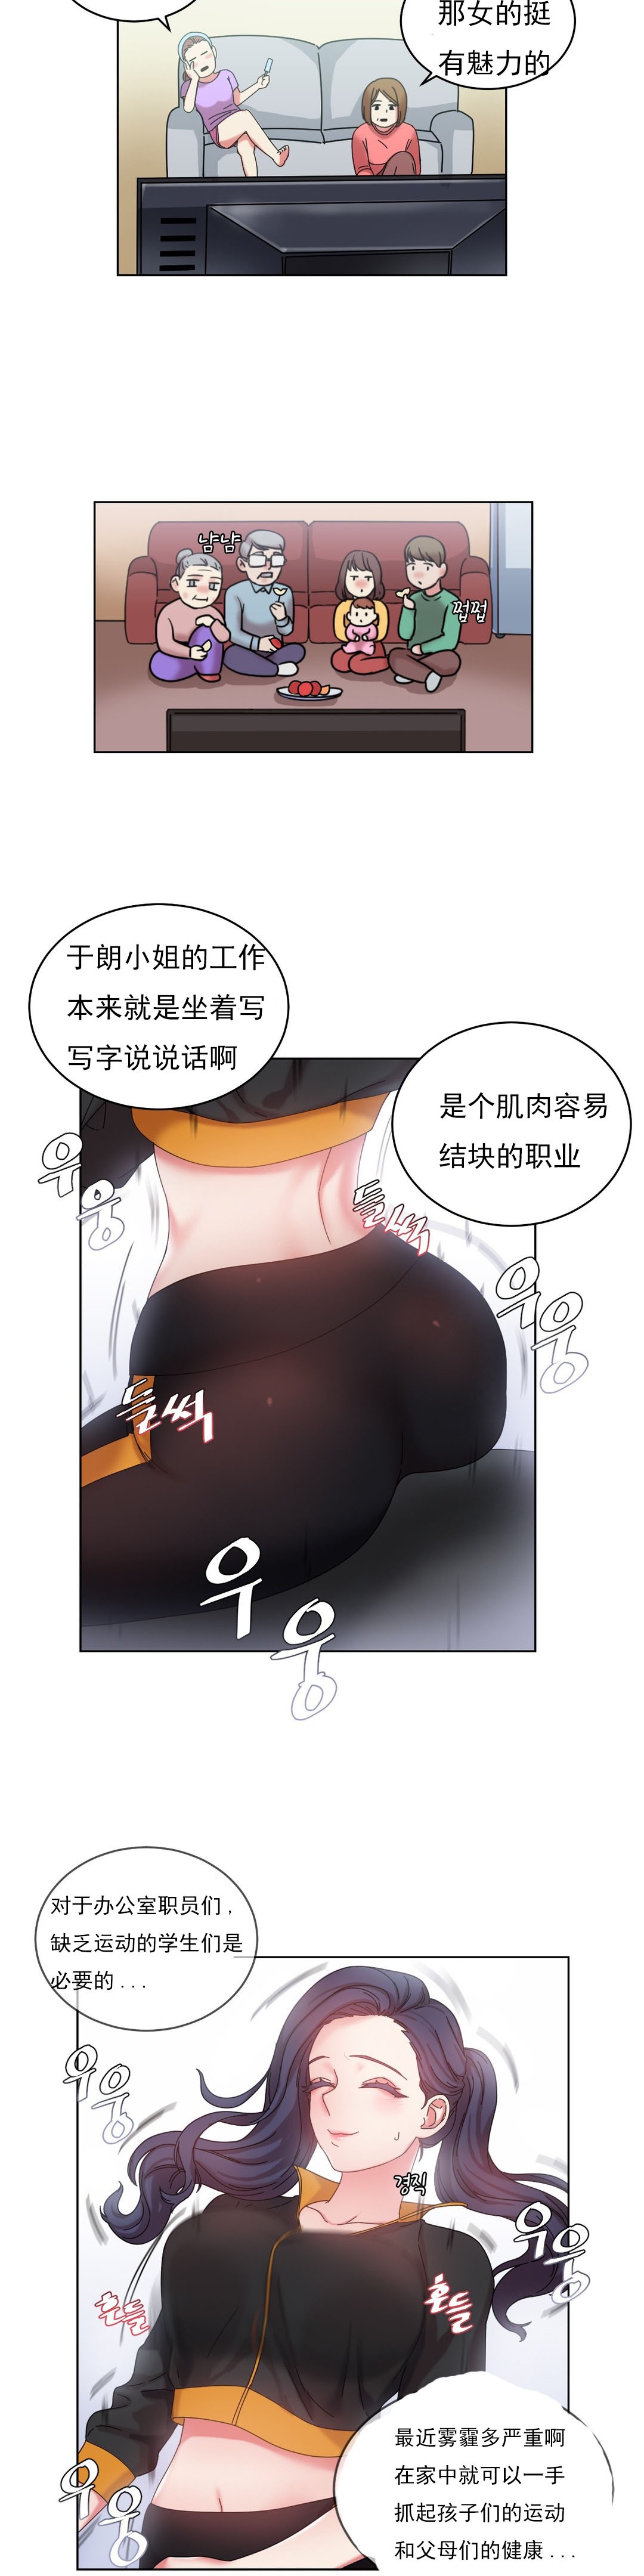 那女的挺
有魅力的
냠냠
쩝쩝
于朗小姐的工作
本来就是坐着写
写字说说话啊
是个肌肉容易
结块的职业
우웅
들썩
우웅
들썩
우웅
对于办公室职员们,
缺乏运动的学生们是
必要的...
우웅
경직
우웅
흔들
흔들
最近雾霾多严重啊
在家中就可以一手
抓起孩子们的运动
和父母们的健康...
우웅